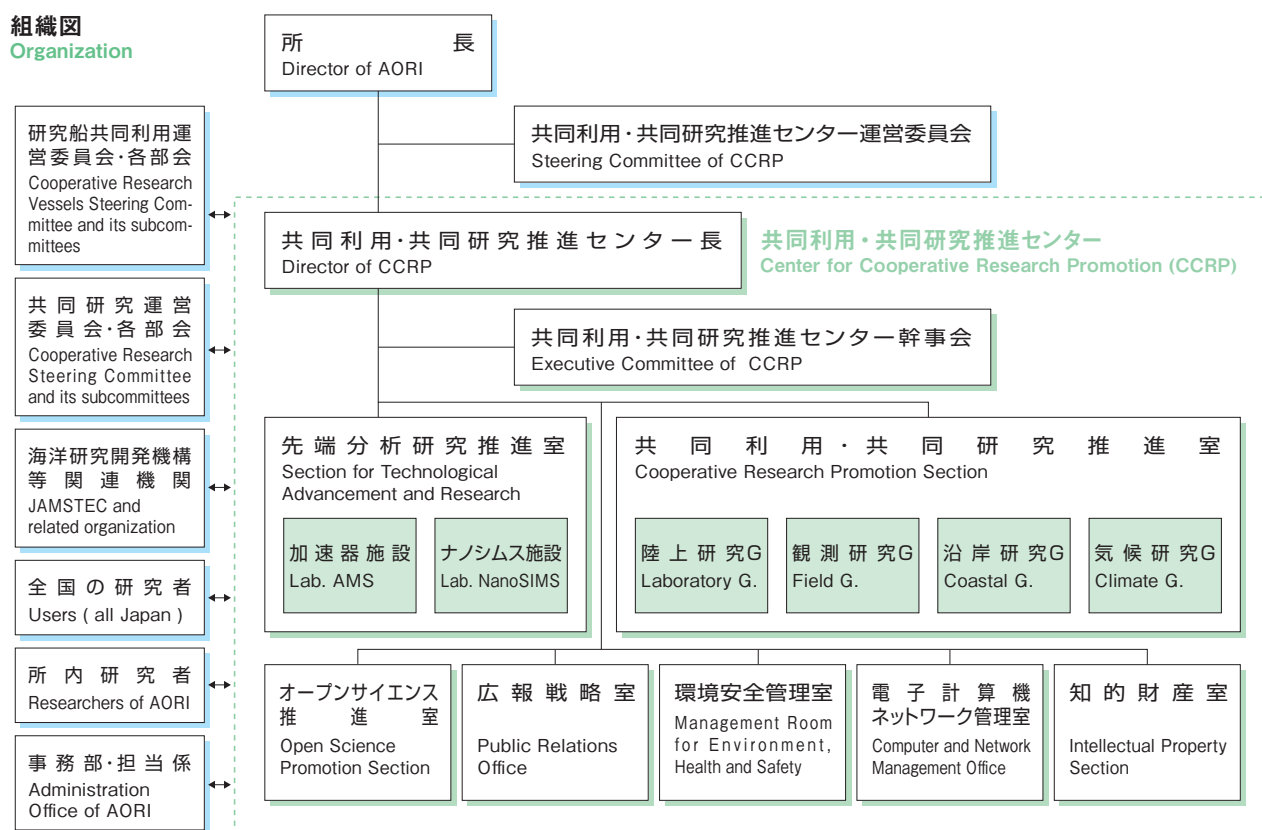 組織図
Organization
所長
Director of AORI
共同利用・共同研究推進センター運営委員会
Steering Committee of CCRP
研究船共同利用運
営委員会・各部会
Cooperative Research
Vessels Steering Com-
mittee and its subcom-
mittees
共同研究運営
委員会・各部会
Cooperative Research
Steering Committee
and its subcommittees
海洋研究開発機構
等関連機関
JAMSTEC and
related organization
全国の研究者
Users ( all Japan )
所内研究者
Researchers of AORI
事務部・担当係
Administration
Office of AORI
共同利用・共同研究推進センター長
Director of CCRP
共同利用・共同研究推進センター
Center for Cooperative Research Promotion (CCRP)
共同利用・共同研究推進センター幹事会
Executive Committee of CCRP
先端分析研究推進室
Section for Technological
Advancement and Research
加速器施設
Lab. AMS
ナノシムス施設
Lab. NanoSIMS
共同利用・共同研究推進室
Cooperative Research Promotion Section
陸上研究G
Laboratory G.
観測研究G
Field G.
沿岸研究G
Coastal G.
気候研究G
Climate G.
オープンサイエンス
推進室
Open Science
Promotion Section
広報戦略室
Public Relations
Office
環境安全管理室
Management Room
for Environment,
Health and Safety
電子計算機
ネットワーク管理室
Computer and Network
Management Office
知的財産室
Intellectual Property
Section